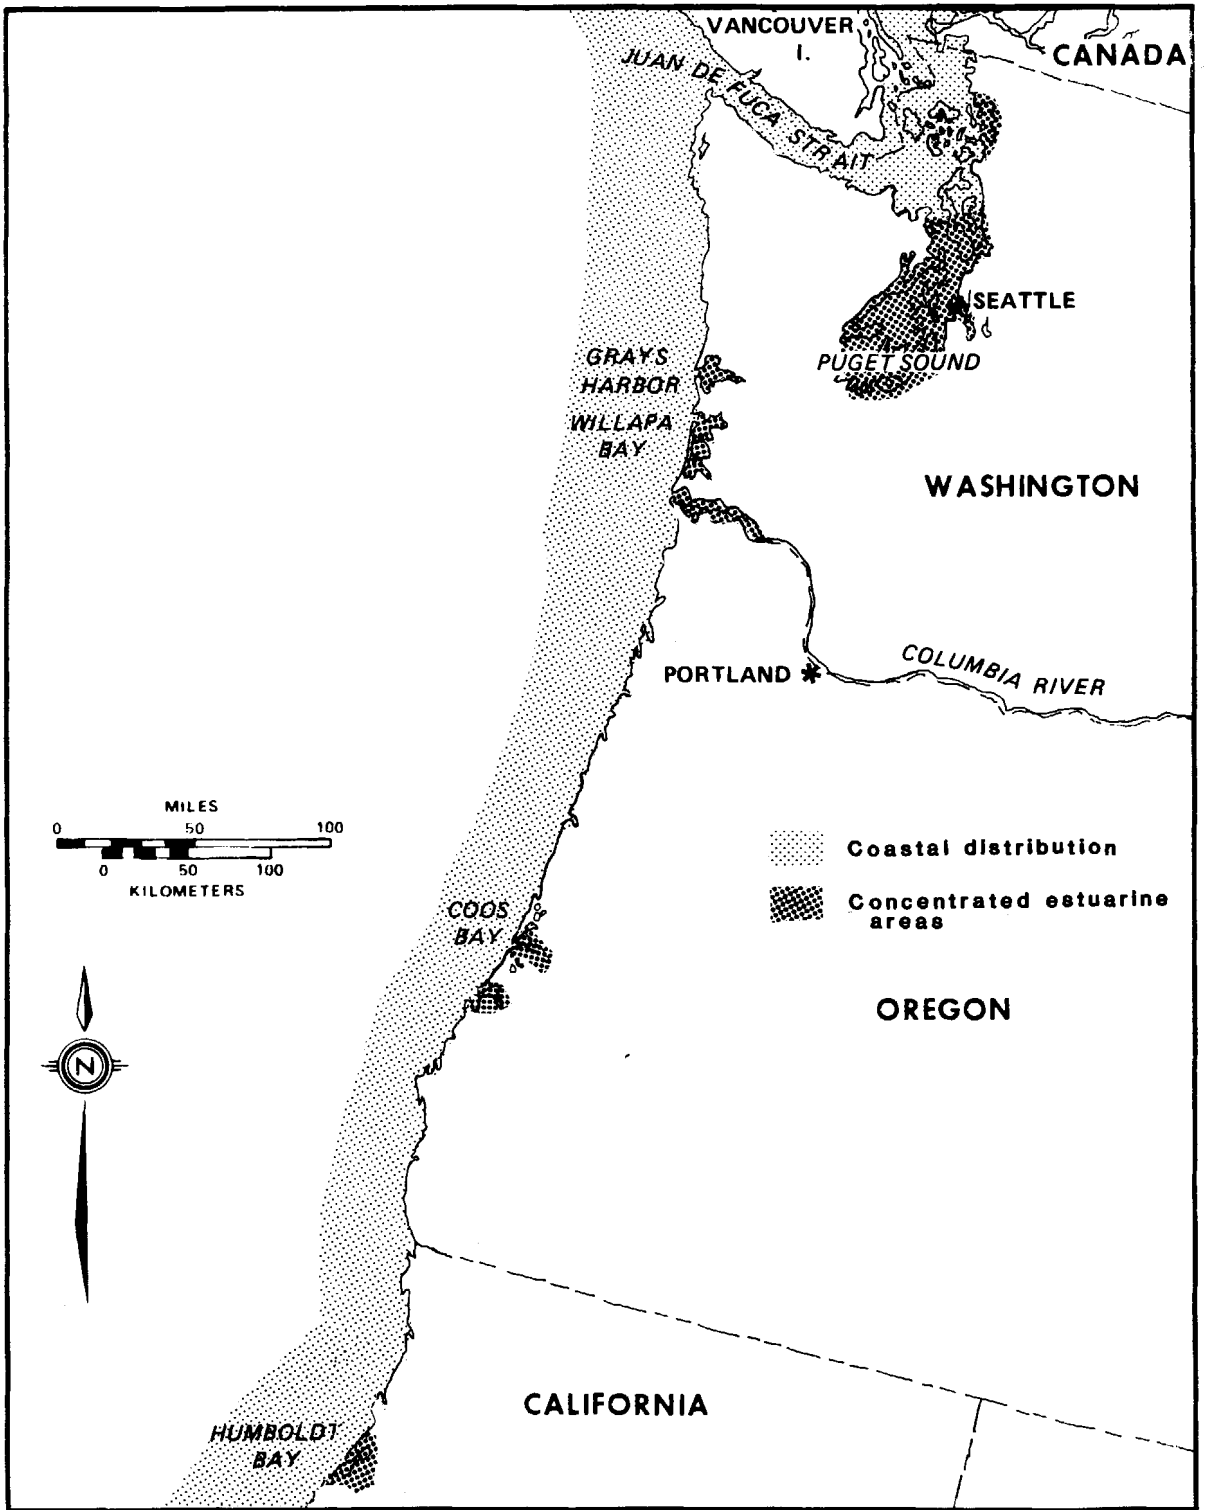 VANCOUVER
I.
CANADA
JUAN DE FUCA STRAIT
SEATTLE
GRAYS
HARBOR
PUGET SOUND
WILLAPA
BAY
WASHINGTON
PORTLAND
COLUMBIA RIVER
MILES
0 50 100
0 50 100
KILOMETERS
Coastal distribution
Concentrated estuarine
areas
COOS
BAY
OREGON
N
CALIFORNIA
HUMBOLDT
BAY